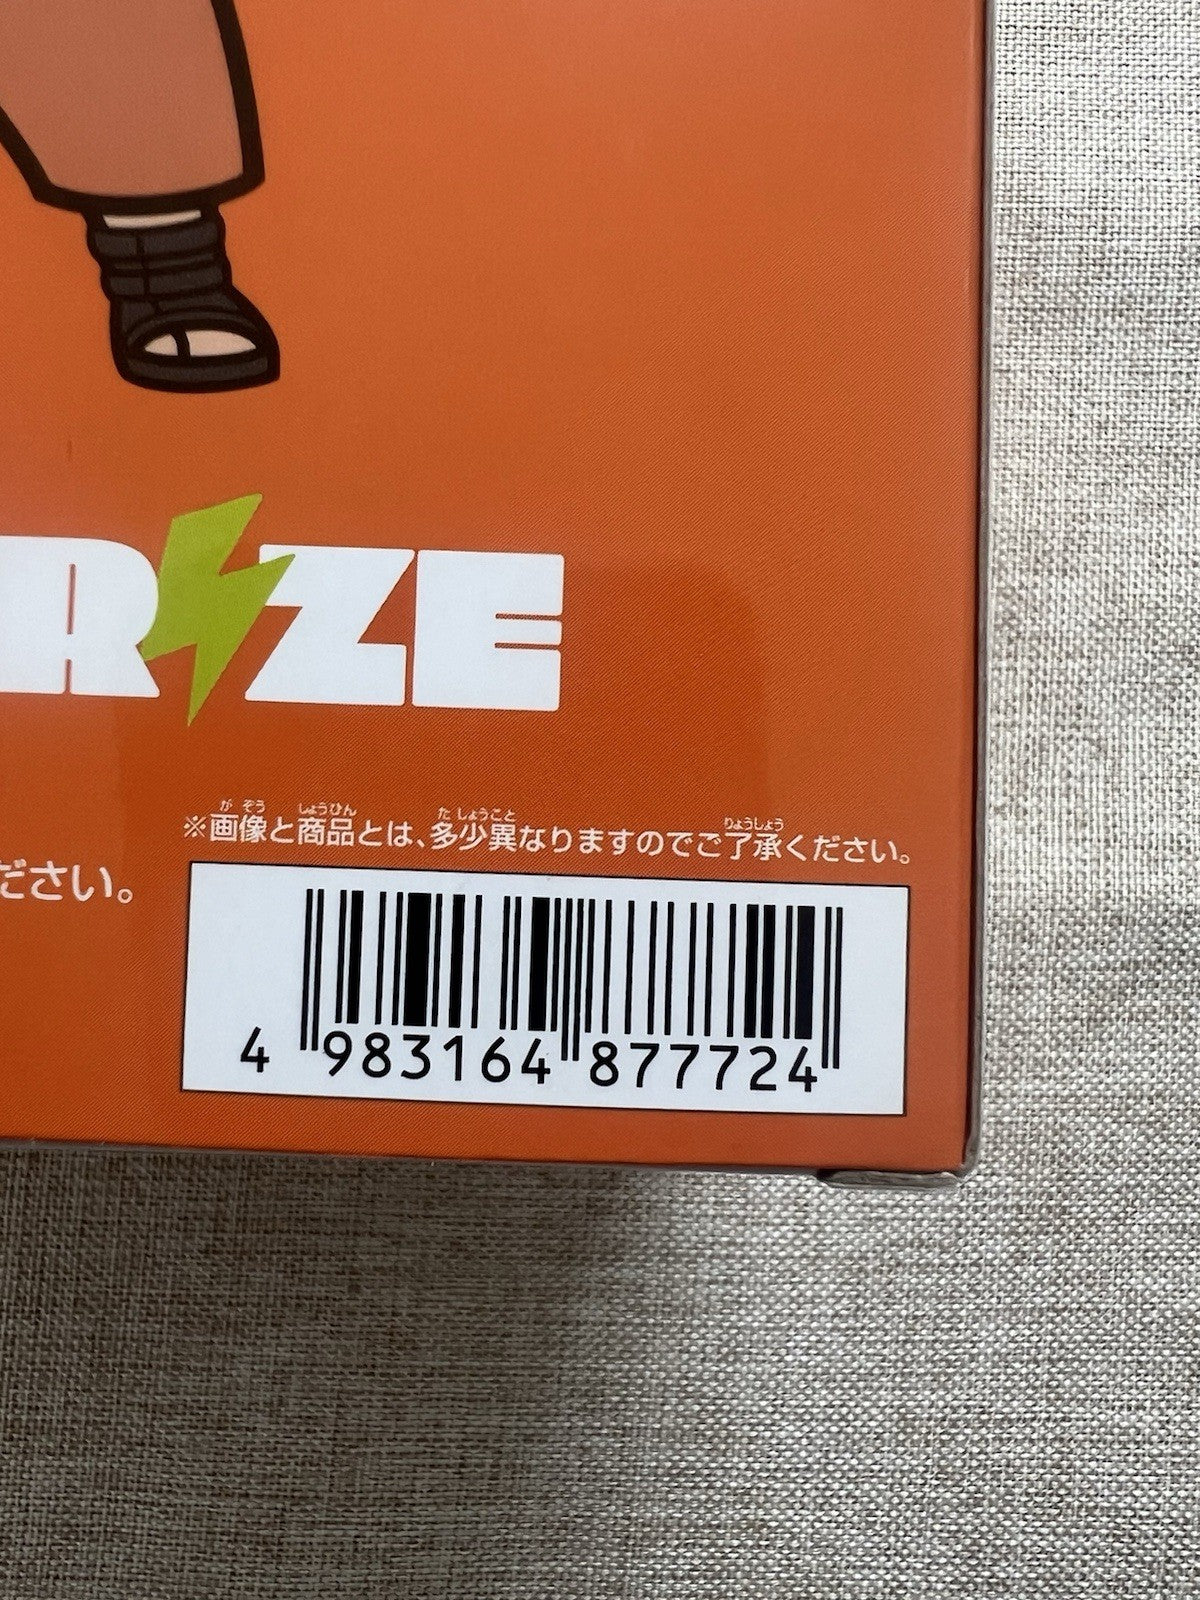 RIZE
※画像と商品とは、多少異なりますのでご了承ください。
ださい。
4 983164 877724